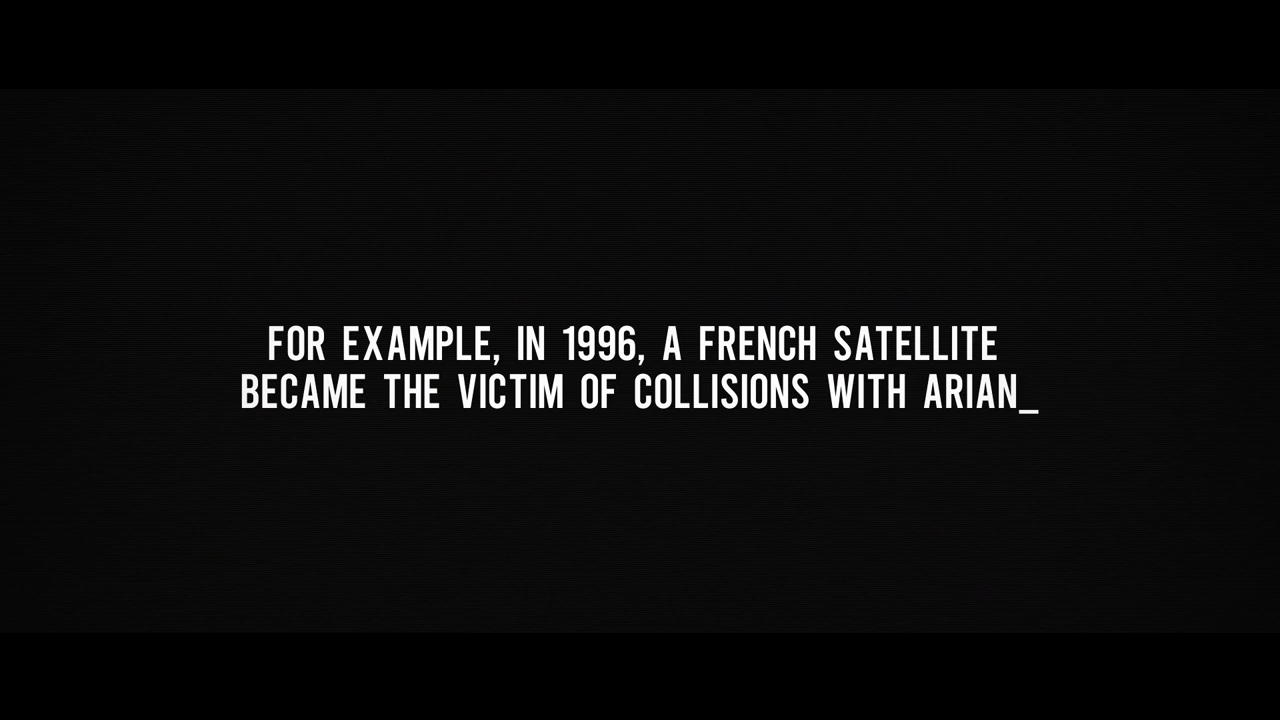 FOR EXAMPLE, IN 1996, A FRENCH SATELLITE
BECAME THE VICTIM OF COLLISIONS WITH ARIAN_